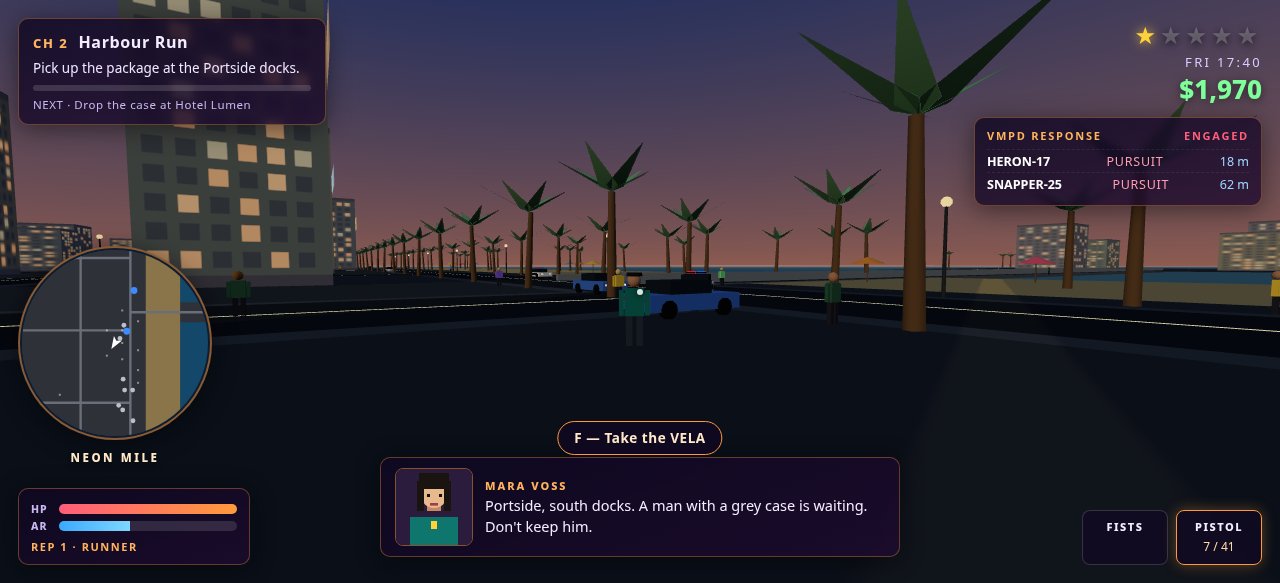 CH 2 Harbour Run
Pick up the package at the Portside docks.
NEXT · Drop the case at Hotel Lumen
FRI 17:40
$1,970
VMPD RESPONSE ENGAGED
HERON-17 PURSUIT 18 m
SNAPPER-25 PURSUIT 62 m
NEON MILE
F — Take the VELA
MARA VOSS
Portside, south docks. A man with a grey case is waiting.
Don't keep him.
HP
AR
REP 1 · RUNNER
FISTS
PISTOL
7 / 41